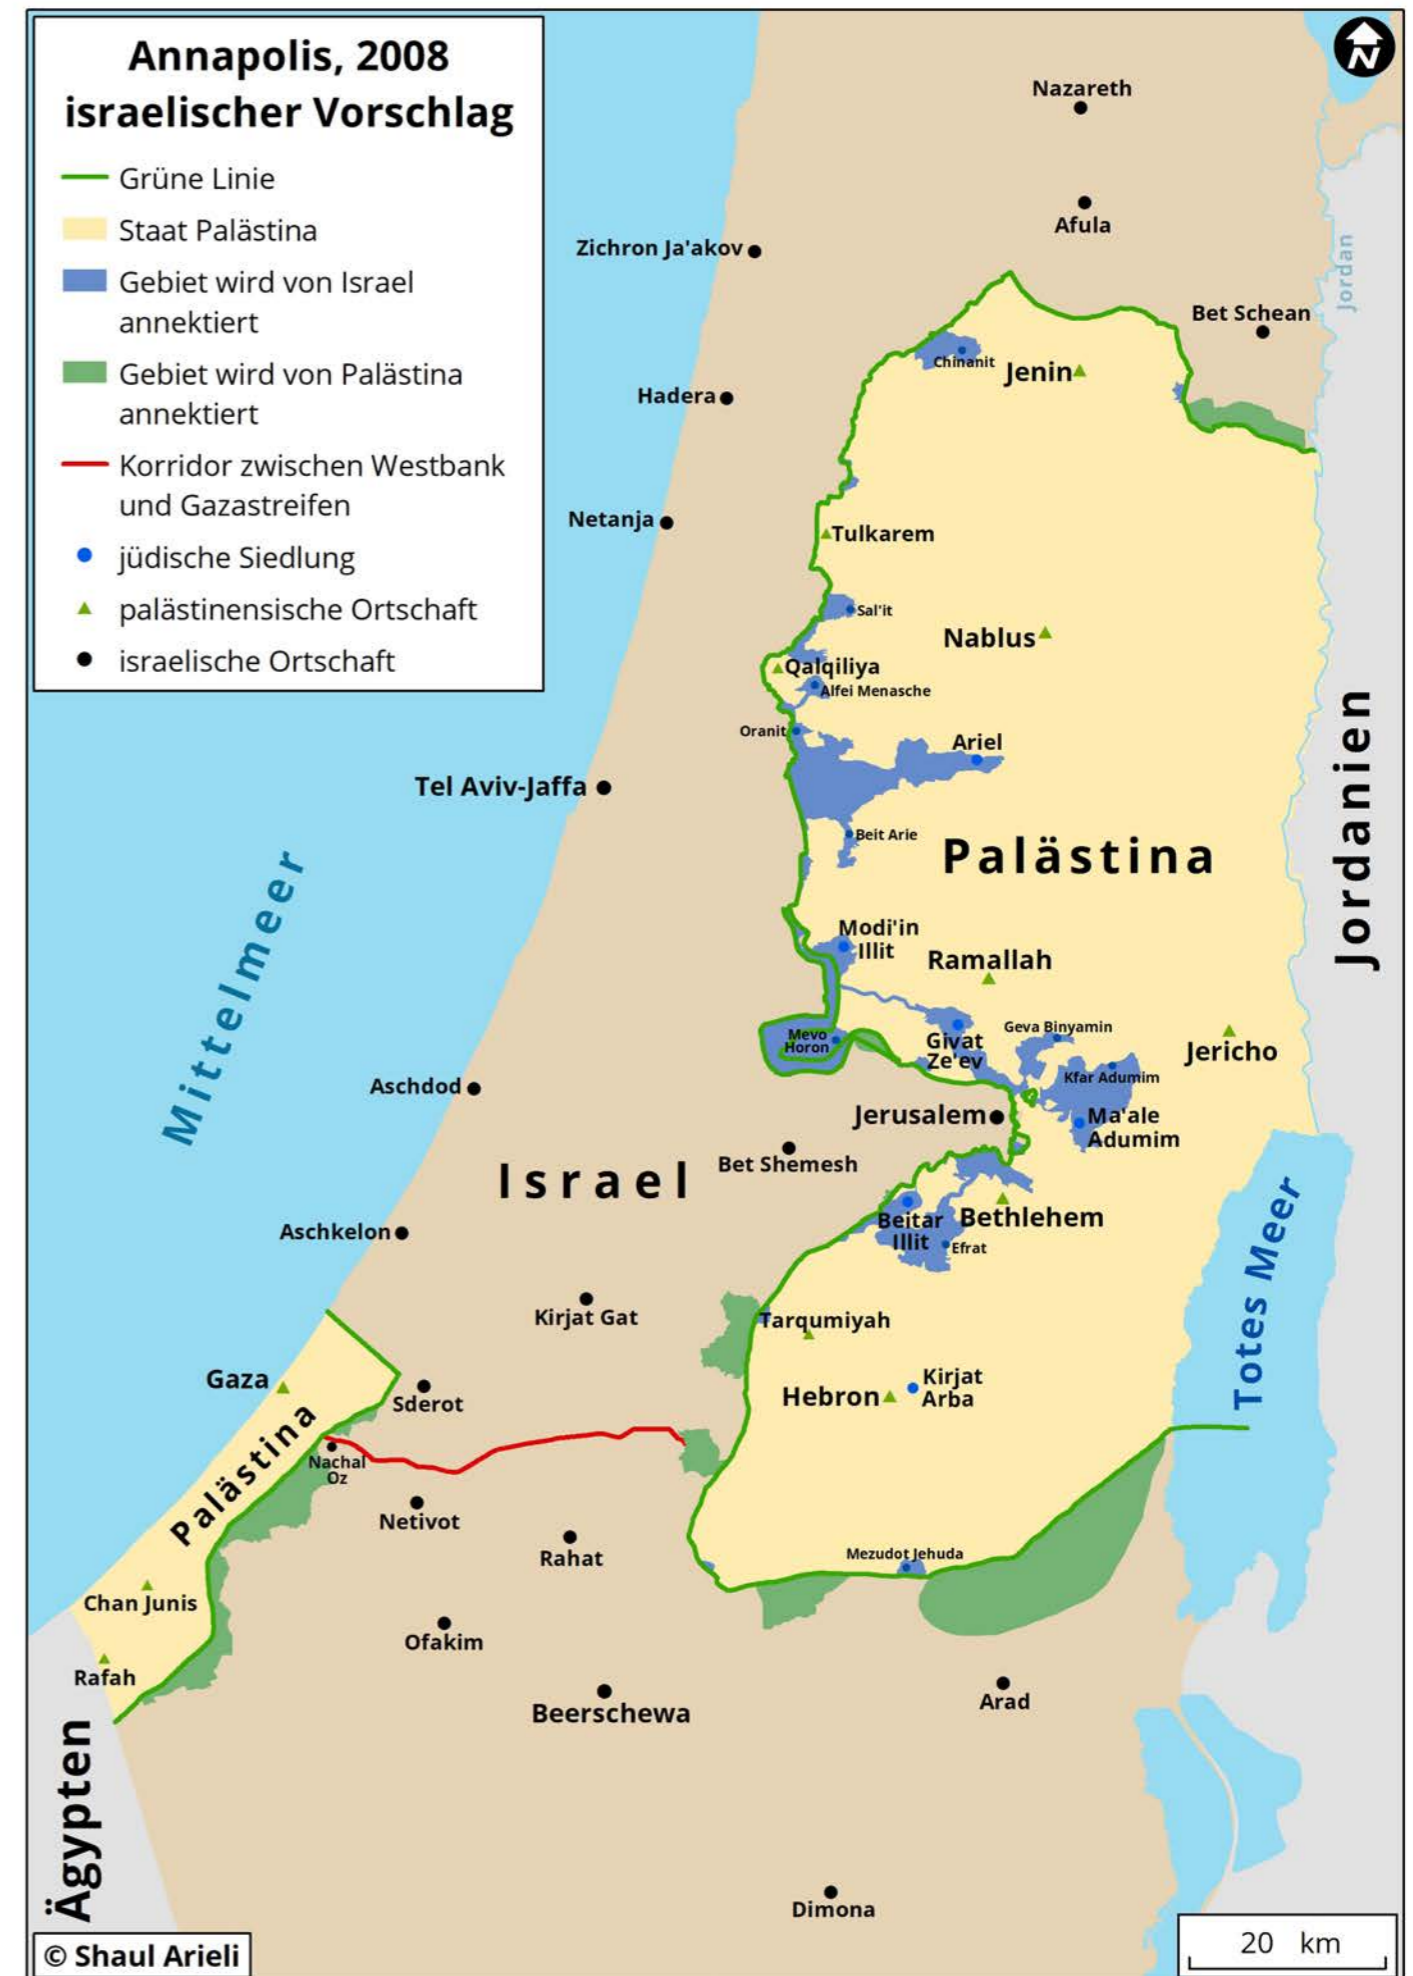 Annapolis, 2008
israelischer Vorschlag
Grüne Linie
Staat Palästina
Gebiet wird von Israel
annektiert
Gebiet wird von Palästina
annektiert
Korridor zwischen Westbank
und Gazastreifen
jüdische Siedlung
palästinensische Ortschaft
israelische Ortschaft
N
Nazareth
Afula
Zichron Ja'akov
Jordan
Bet Schean
Chinanit
Jenin
Hadera
Netanja
Tulkarem
Sal'it
Nablus
Qalqiliya
Alfei Menasche
Oranit
Ariel
Jordanien
Tel Aviv-Jaffa
Beit Arie
Palästina
Mittelmeer
Modi'in
Illit
Ramallah
Mevo
Horon
Givat
Ze'ev
Geva Binyamin
Jericho
Kfar Adumim
Aschdod
Jerusalem
Ma'ale
Adumim
Israel
Bet Shemesh
Beitar
Illit
Bethlehem
Efrat
Aschkelon
Totes Meer
Kirjat Gat
Tarqumiyah
Gaza
Sderot
Hebron
Kirjat
Arba
Palästina
Nachal
Oz
Netivot
Rahat
Mezudot Jehuda
Chan Junis
Ofakim
Rafah
Beerschewa
Arad
Ägypten
Dimona
© Shaul Arieli
20 km